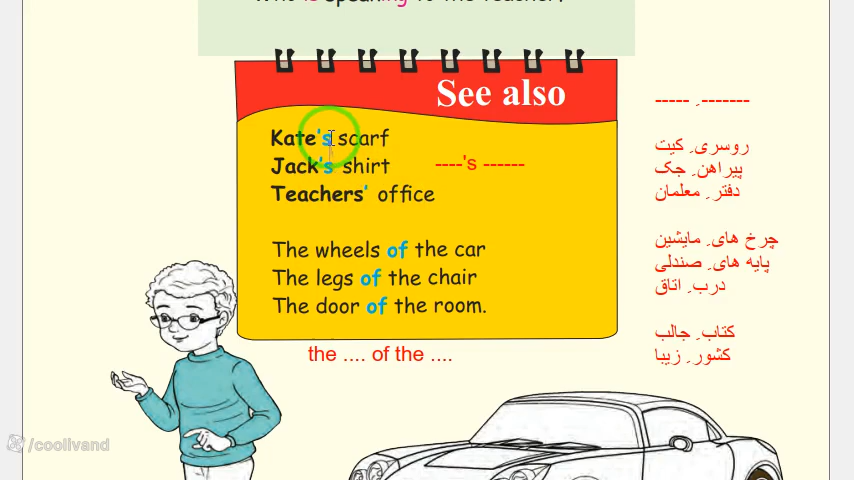 See also
Kate's scarf
Jack's shirt
Teachers' office
----'s ------
The wheels of the car
The legs of the chair
The door of the room.
the .... of the ....
-----ِ -------
روسریِ کیت
پیراهنِ جک
دفترِ معلمان
چرخ هایِ مایشین
پایه هایِ صندلی
دربِ اتاق
کتابِ جالب
کشورِ زیبا
/coolivand